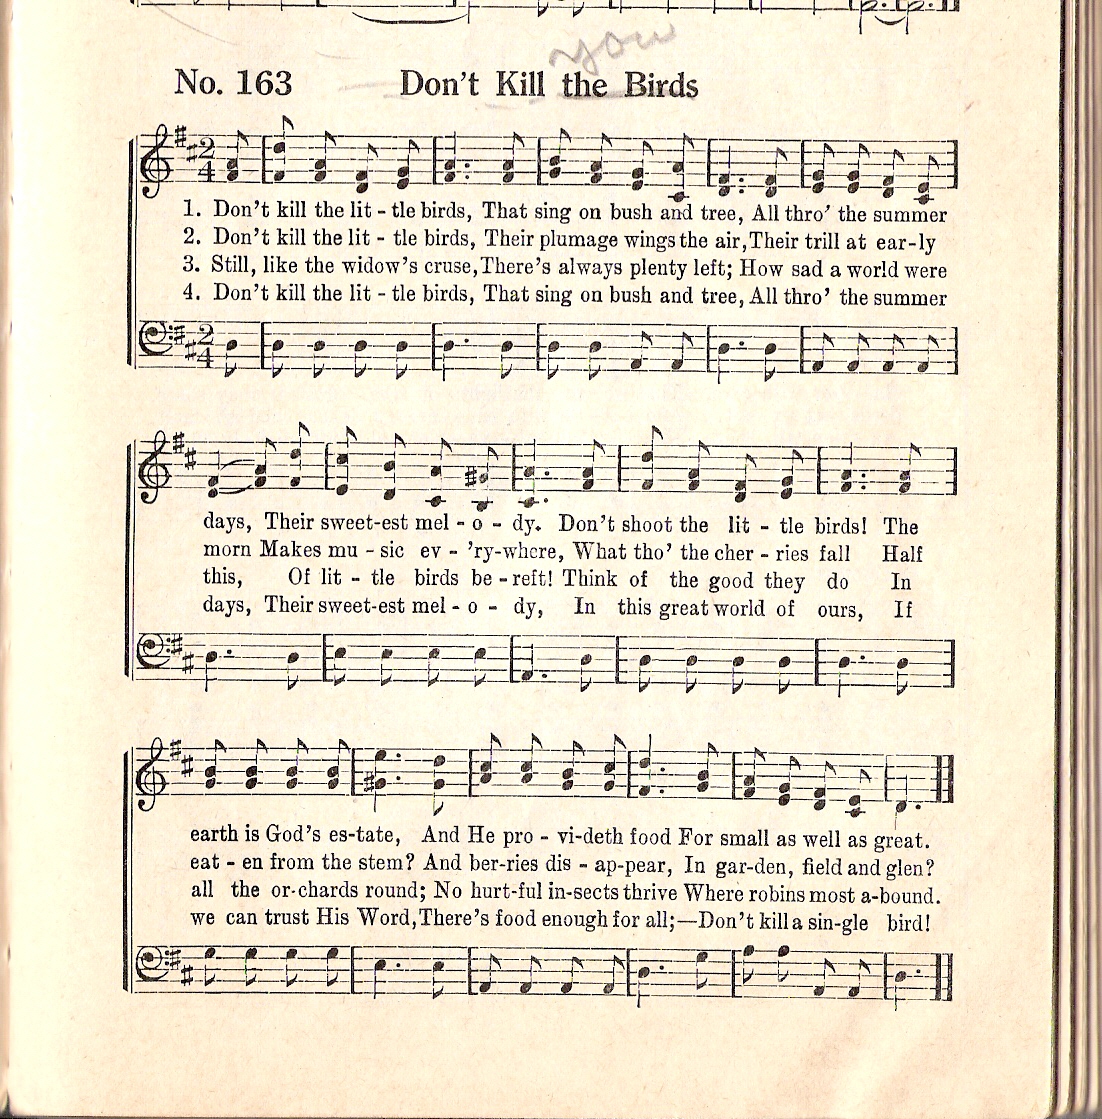 you
No. 163 Don't Kill the Birds
2
4
1. Don't kill the lit - tle birds, That sing on bush and tree, All thro' the summer
2. Don't kill the lit - tle birds, Their plumage wings the air, Their trill at ear-ly
3. Still, like the widow's cruse, There's always plenty left; How sad a world were
4. Don't kill the lit - tle birds, That sing on bush and tree, All thro' the summer
2
4
days, Their sweet-est mel - o - dy. Don't shoot the lit - tle birds! The
morn Makes mu - sic ev - 'ry-where, What tho' the cher - ries fall Half
this, Of lit - tle birds be - reft! Think of the good they do In
days, Their sweet-est mel - o - dy, In this great world of ours, If
earth is God's es-tate, And He pro - vi-deth food For small as well as great.
eat - en from the stem? And ber-ries dis - ap-pear, In gar-den, field and glen?
all the or-chards round; No hurt-ful in-sects thrive Where robins most a-bound.
we can trust His Word, There's food enough for all;—Don't kill a sin-gle bird!